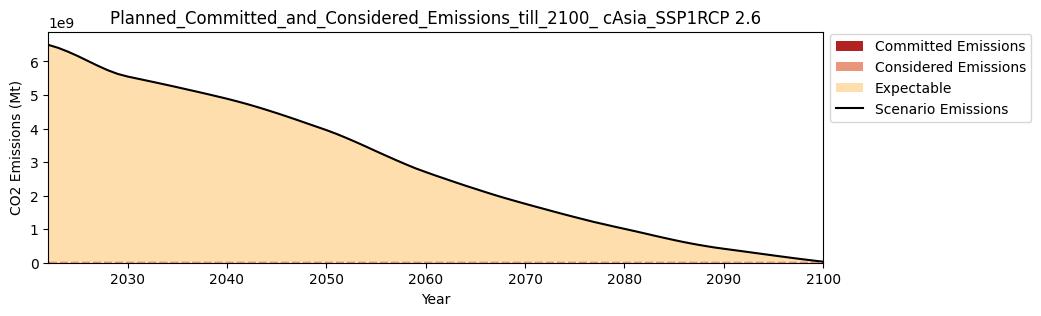 Planned_Committed_and_Considered_Emissions_till_2100_ cAsia_SSP1RCP 2.6
1e9
6
5
4
3
2
1
0
CO2 Emissions (Mt)
2030 2040 2050 2060 2070 2080 2090 2100
Year
Committed Emissions
Considered Emissions
Expectable
Scenario Emissions